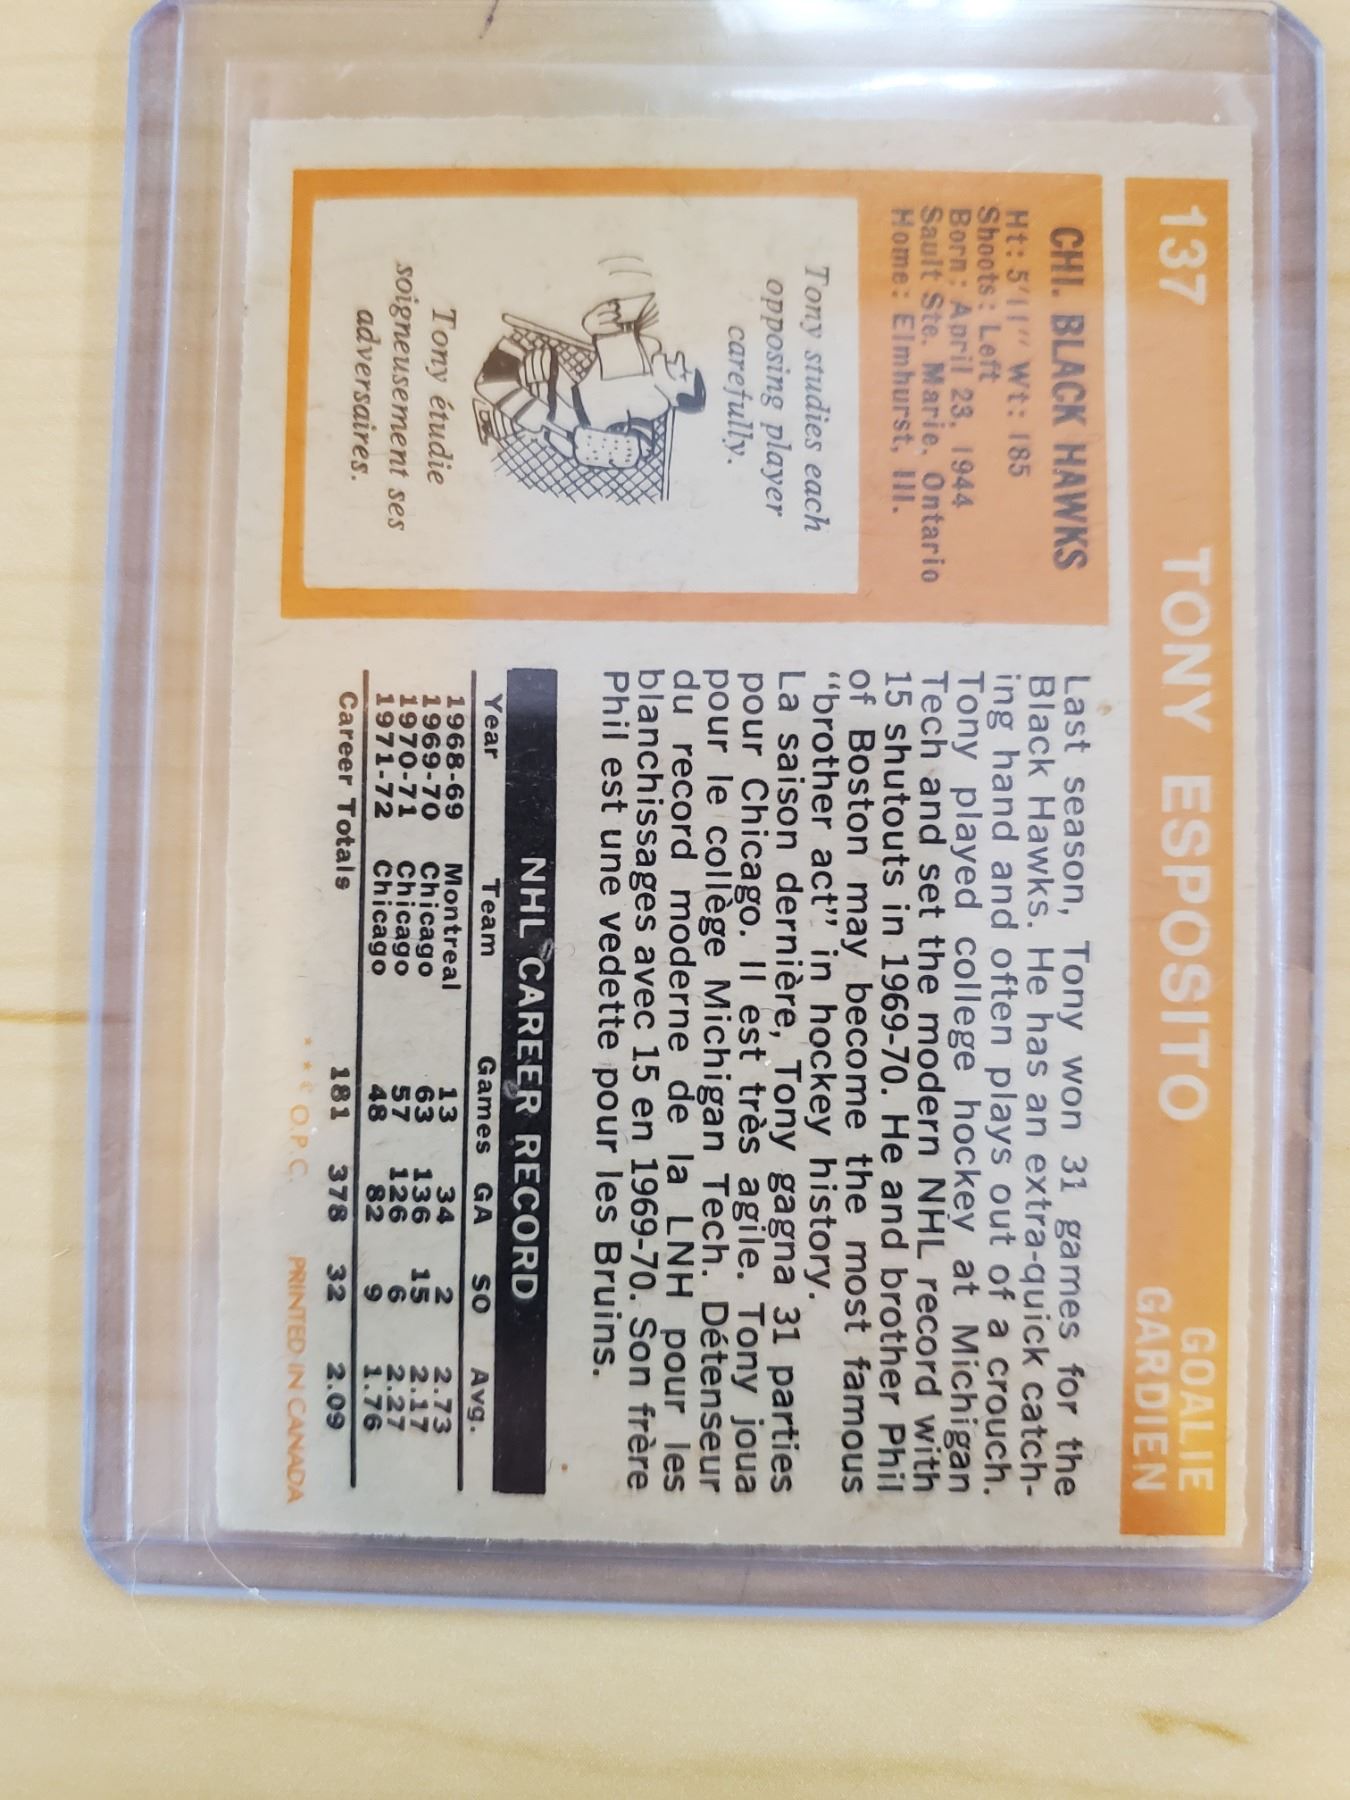 137 TONY ESPOSITO GOALIE
GARDIEN
CHI. BLACK HAWKS
Ht: 5'11" Wt: 185
Shoots: Left
Born: April 23, 1944
Sault Ste. Marie, Ontario
Home: Elmhurst, Ill.
Tony studies each
opposing player
carefully.
Tony étudie
soigneusement ses
adversaires.
Last season, Tony won 31 games for the
Black Hawks. He has an extra-quick catch-
ing hand and often plays out of a crouch.
Tony played college hockey at Michigan
Tech and set the modern NHL record with
15 shutouts in 1969-70. He and brother Phil
of Boston may become the most famous
“brother act” in hockey history.
La saison dernière, Tony gagna 31 parties
pour Chicago. Il est très agile. Tony joua
pour le collège Michigan Tech. Détenseur
du record moderne de la LNH pour les
blanchissages avec 15 en 1969-70. Son frère
Phil est une vedette pour les Bruins.
NHL CAREER RECORD
Year Team Games GA SO Avg.
1968-69 Montreal 13 34 2 2.73
1969-70 Chicago 63 136 15 2.17
1970-71 Chicago 57 126 6 2.27
1971-72 Chicago 48 82 9 1.76
Career Totals 181 378 32 2.09
* * © O.P.C. PRINTED IN CANADA